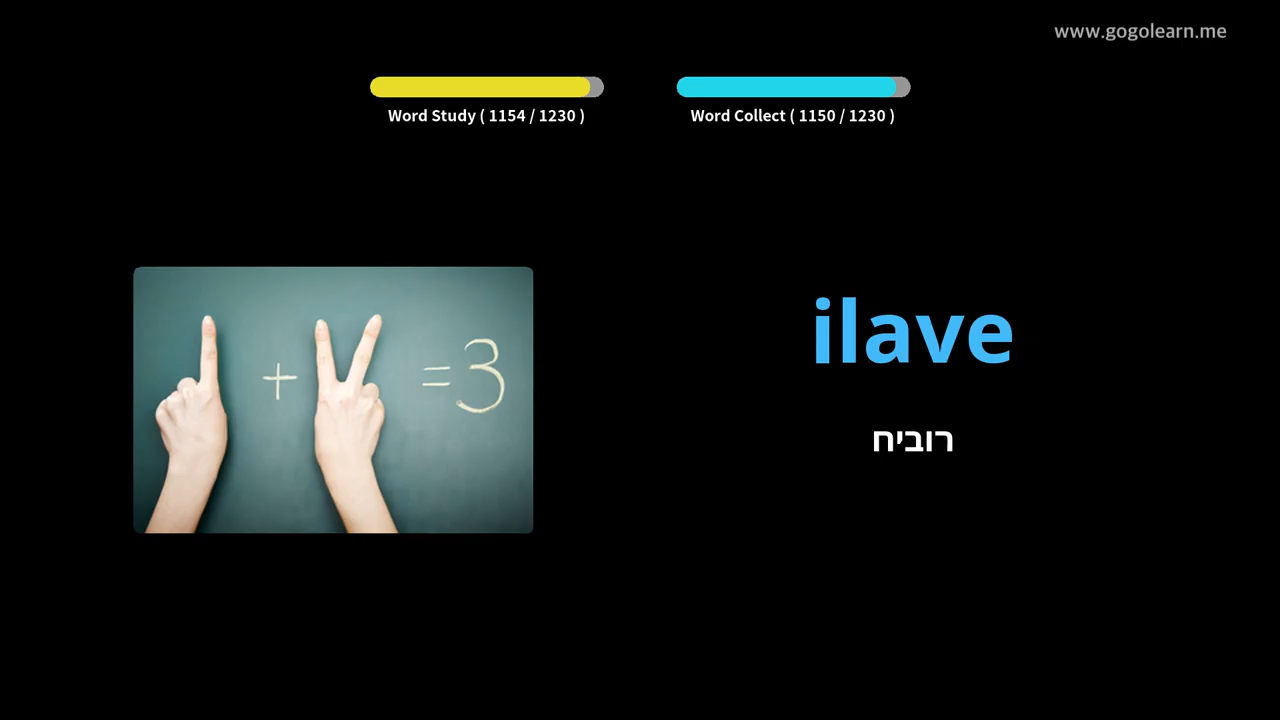 www.gogolearn.me
Word Study ( 1154 / 1230 )
Word Collect ( 1150 / 1230 )
+ = 3
ilave
רוביח